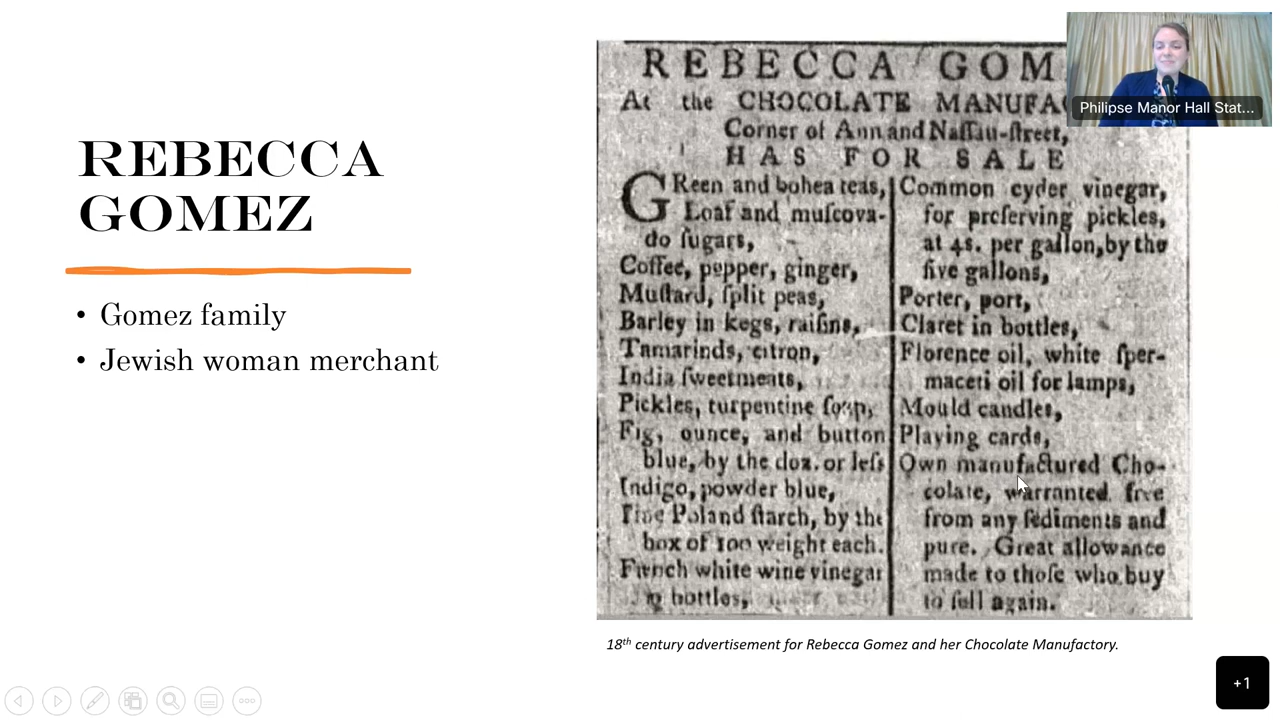 REBECCA
GOMEZ
• Gomez family
• Jewish woman merchant
REBECCA GOM
At the CHOCOLATE MANUFAC
Corner of Ann and Naſſau-ſtreet,
HAS FOR SALE
GReen and bohea teas,
Loaf and muſcova-
do ſugars,
Coffee, pepper, ginger,
Muſtard, ſplit peas,
Barley in kegs, raiſins,
Tamarinds, citron,
India ſweetmeats,
Pickles, turpentine ſoap,
Fig, ounce, and button
blue, by the doz. or leſs
Indigo, powder blue,
Fine Poland ſtarch, by the
box of 100 weight each.
French white wine vinegar
in bottles,
Common cyder vinegar,
for preſerving pickles,
at 4s. per gallon, by the
five gallons,
Porter, port,
Claret in bottles,
Florence oil, white ſper-
maceti oil for lamps,
Mould candles,
Playing cards,
Own manufactured Cho-
colate, warranted free
from any ſediments and
pure. Great allowance
made to thoſe who buy
to ſell again.
18th century advertisement for Rebecca Gomez and her Chocolate Manufactory.
Philipse Manor Hall Stat...
+1